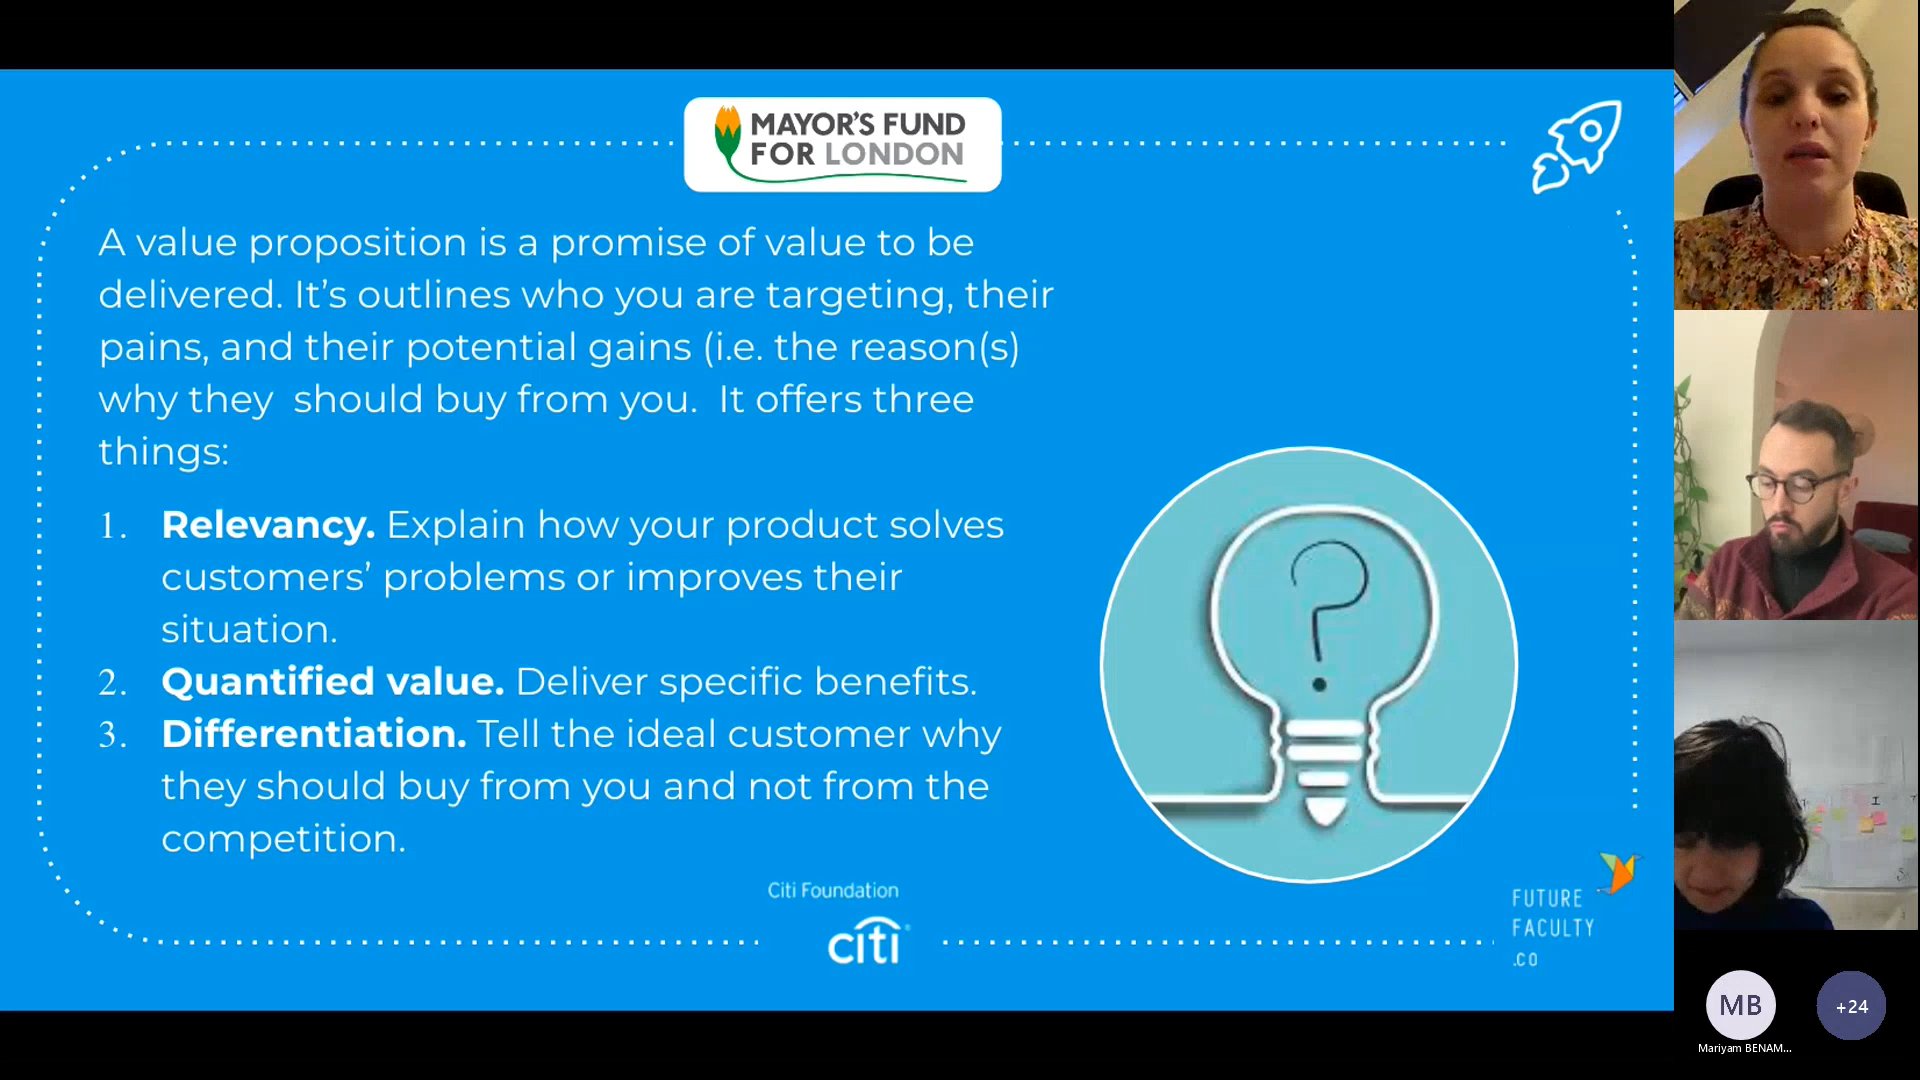 MAYOR'S FUND
FOR LONDON
A value proposition is a promise of value to be
delivered. It's outlines who you are targeting, their
pains, and their potential gains (i.e. the reason(s)
why they  should buy from you.  It offers three
things:
1. Relevancy. Explain how your product solves
customers' problems or improves their
situation.
2. Quantified value. Deliver specific benefits.
3. Differentiation. Tell the ideal customer why
they should buy from you and not from the
competition.
Citi Foundation
citi
FUTURE
FACULTY
.CO
MB
+24
Mariyam BENAM...